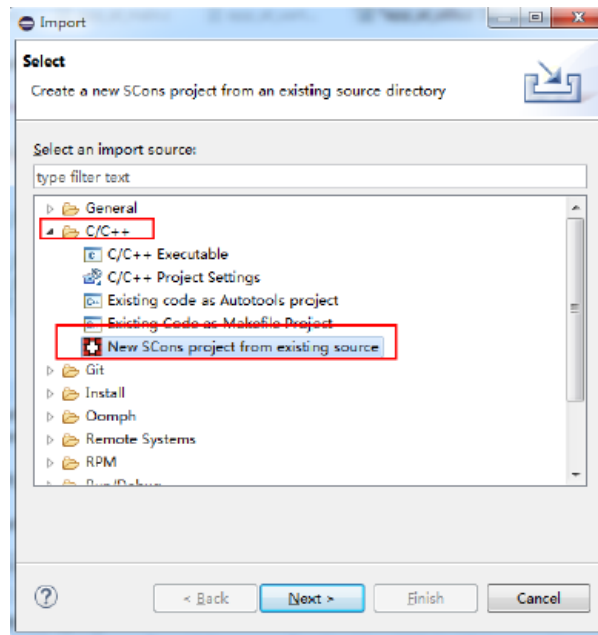 Import
Select
Create a new SCons project from an existing source directory
Select an import source:
type filter text
General
C/C++
C/C++ Executable
C/C++ Project Settings
Existing code as Autotools project
Existing Code as Makefile Project
New SCons project from existing source
Git
Install
Oomph
Remote Systems
RPM
Run/Debug
< Back Next > Finish Cancel